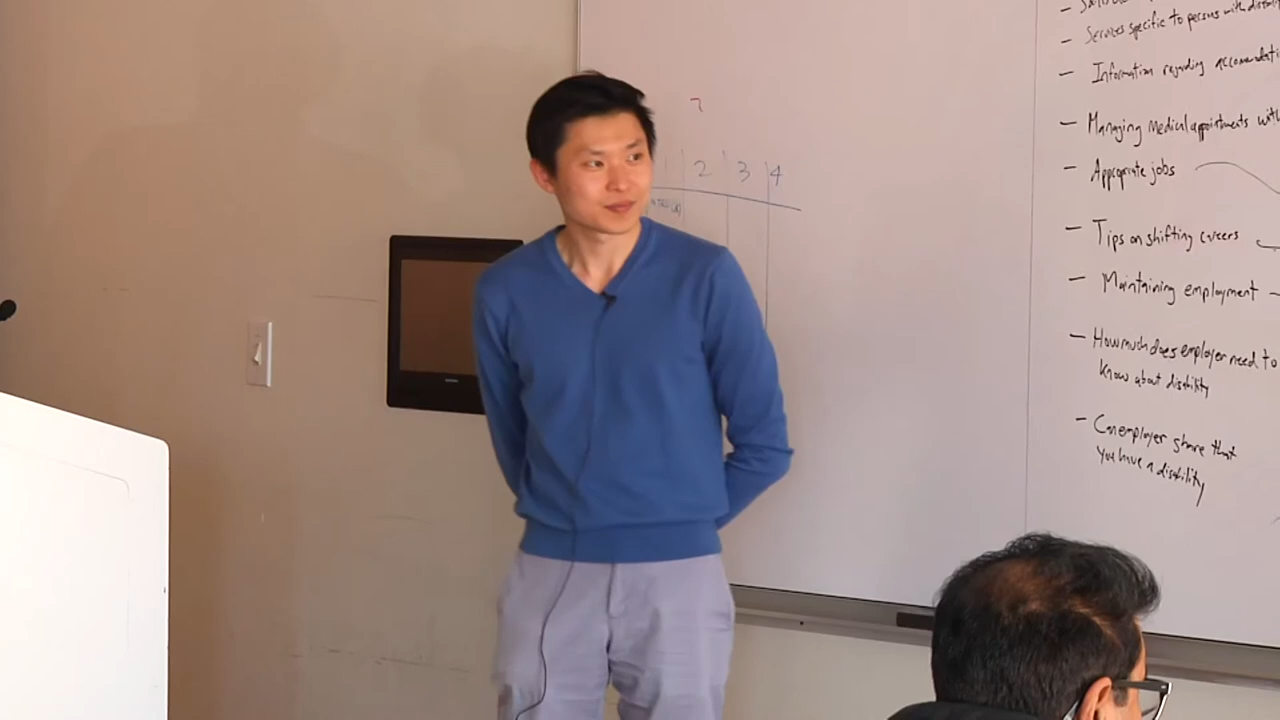 2 3 4
- Services specific to persons with
- Information regarding
- Managing Medical appointments
- Appropriate jobs
- Tips on shifting careers
- Maintaining employment -
- How much does employer need to
know about disability
- Can employer share that
you have a disability